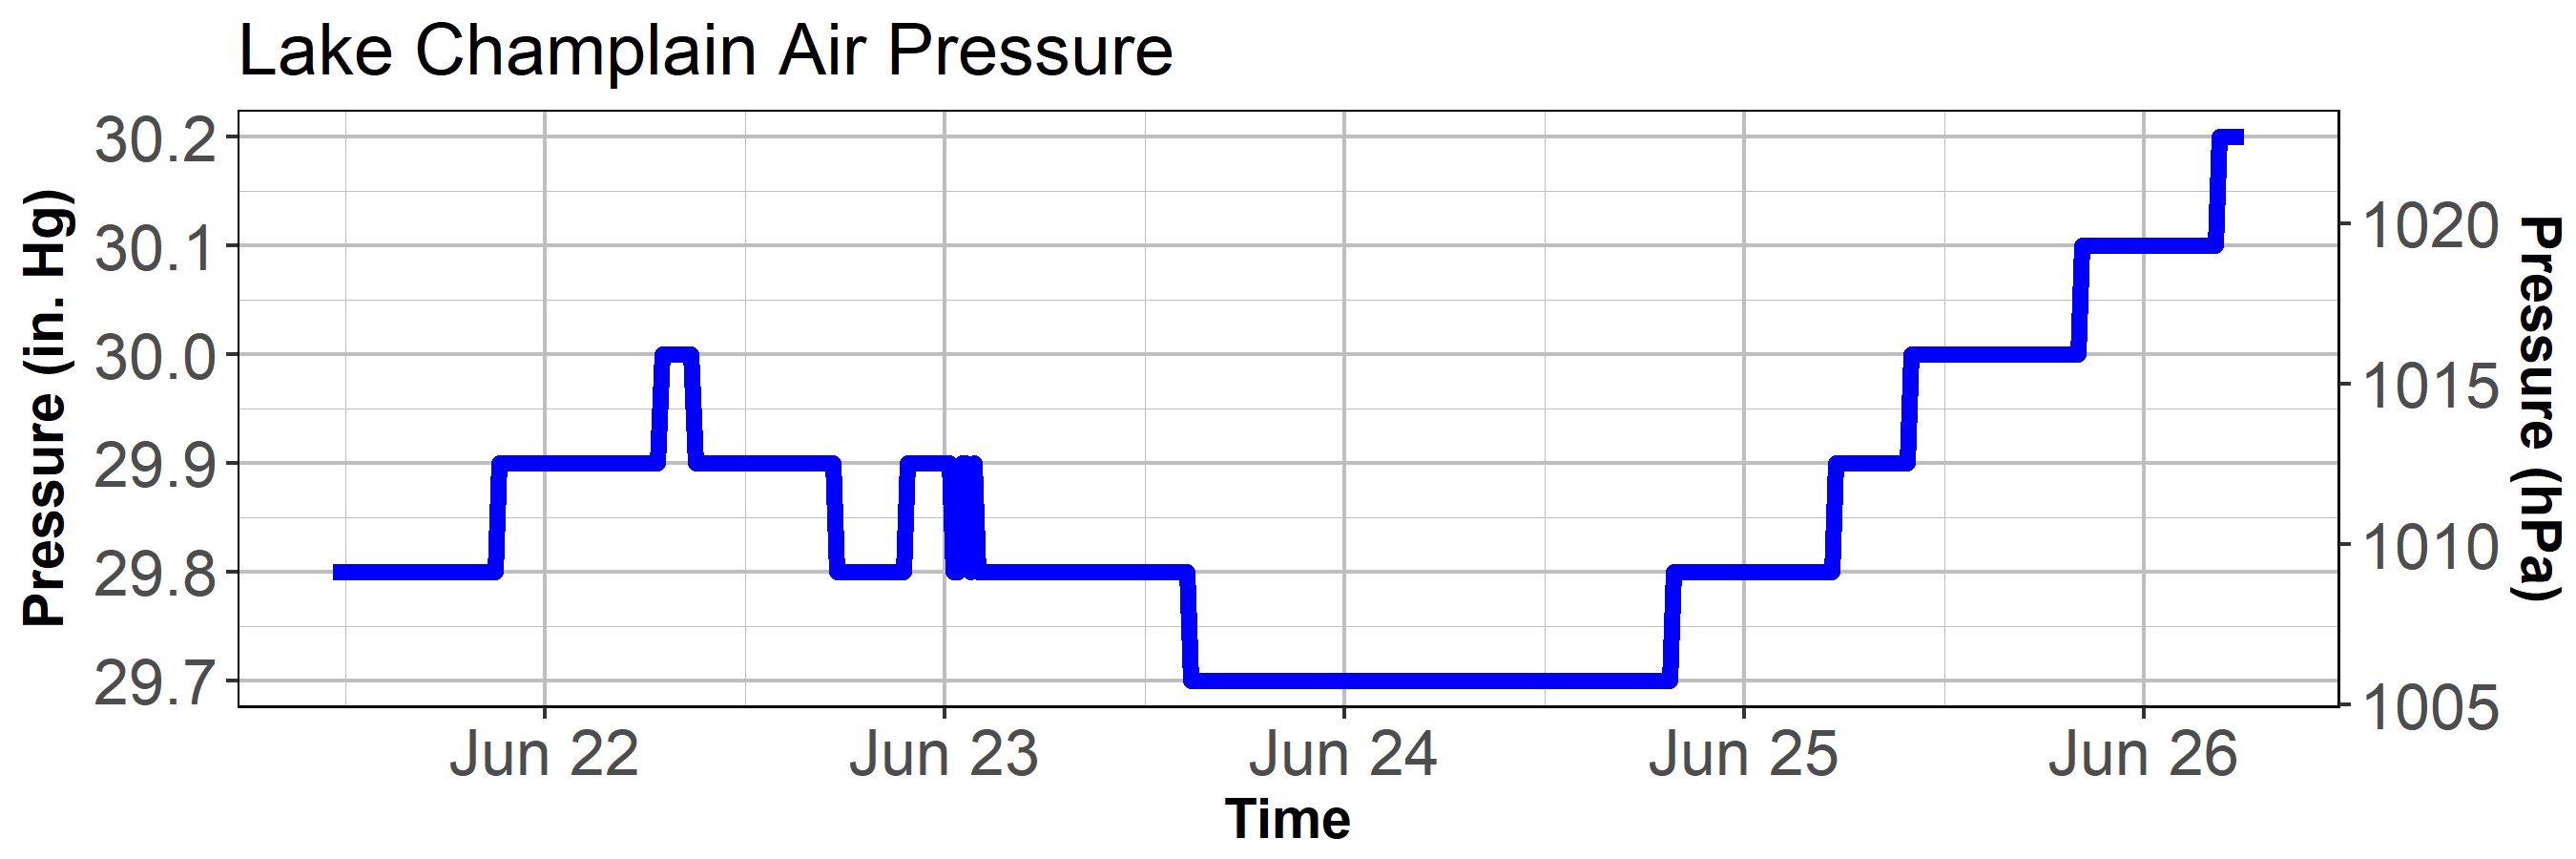 Lake Champlain Air Pressure
30.2
30.1
30.0
29.9
29.8
29.7
Pressure (in. Hg)
1020
1015
1010
1005
Pressure (hPa)
Jun 22 Jun 23 Jun 24 Jun 25 Jun 26
Time